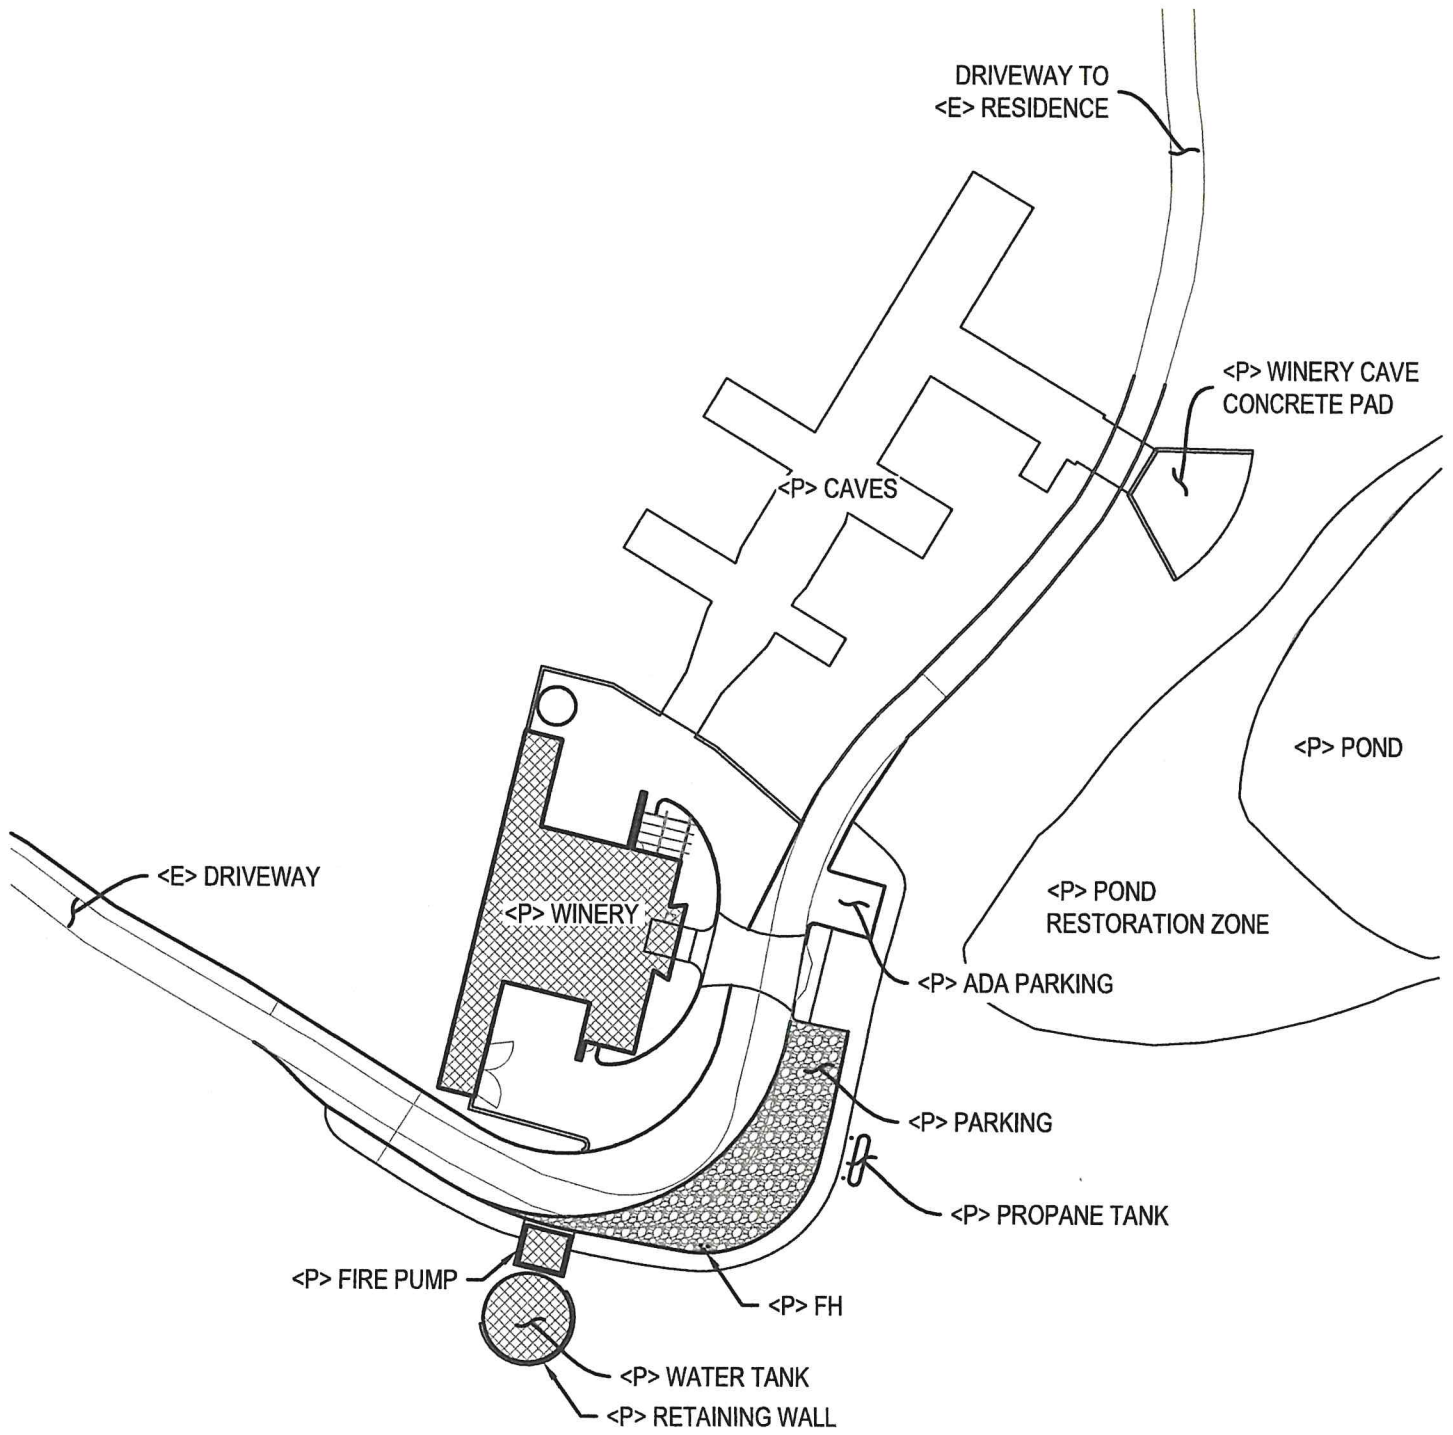 DRIVEWAY TO
<E> RESIDENCE
<P> WINERY CAVE
CONCRETE PAD
<P> CAVES
<P> POND
<E> DRIVEWAY
<P> WINERY
<P> POND
RESTORATION ZONE
<P> ADA PARKING
<P> PARKING
<P> PROPANE TANK
<P> FIRE PUMP
<P> FH
<P> WATER TANK
<P> RETAINING WALL